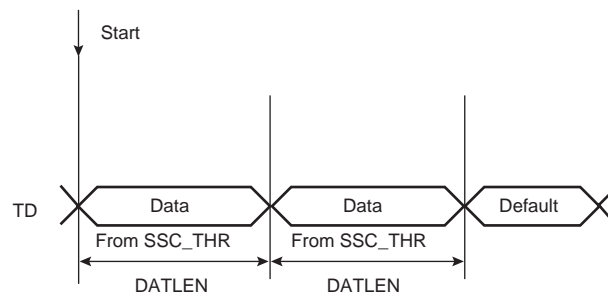 Start
TD
Data
Data
Default
From SSC_THR
From SSC_THR
DATLEN
DATLEN